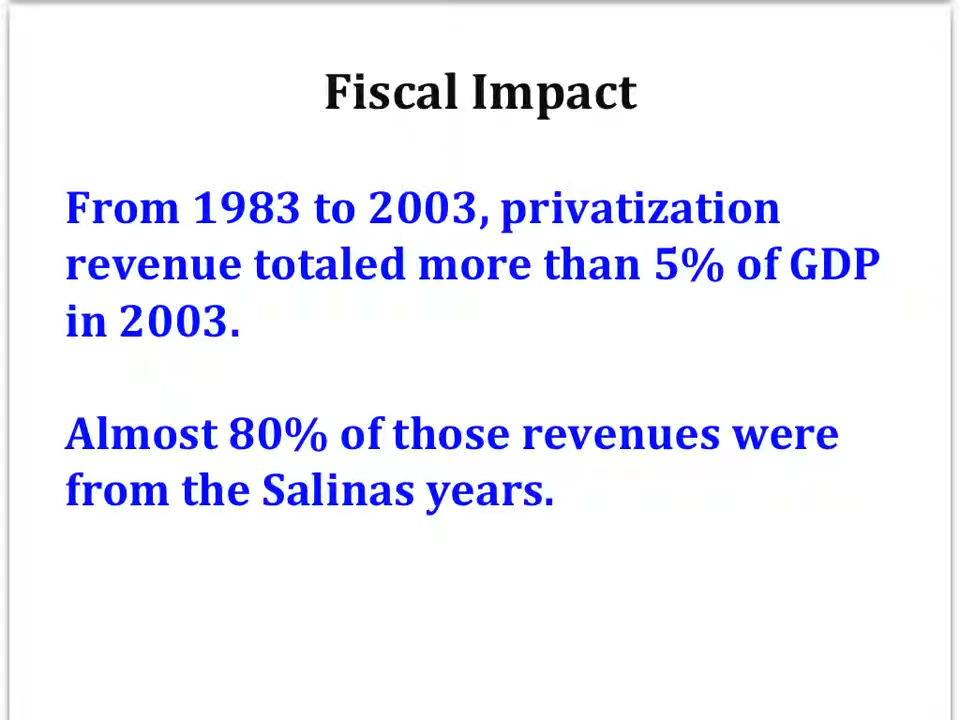 Fiscal Impact
From 1983 to 2003, privatization
revenue totaled more than 5% of GDP
in 2003.
Almost 80% of those revenues were
from the Salinas years.